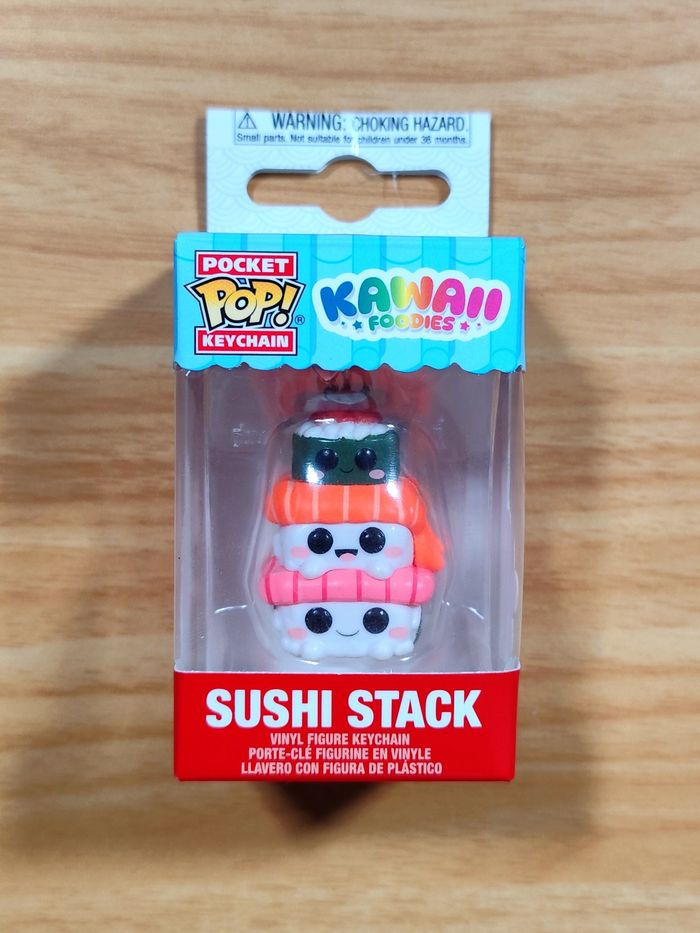 WARNING: CHOKING HAZARD.
Small parts. Not suitable for children under 36 months.
POCKET
POP!®
KEYCHAIN
KAWAII
FOODIES
SUSHI STACK
VINYL FIGURE KEYCHAIN
PORTE-CLÉ FIGURINE EN VINYLE
LLAVERO CON FIGURA DE PLÁSTICO